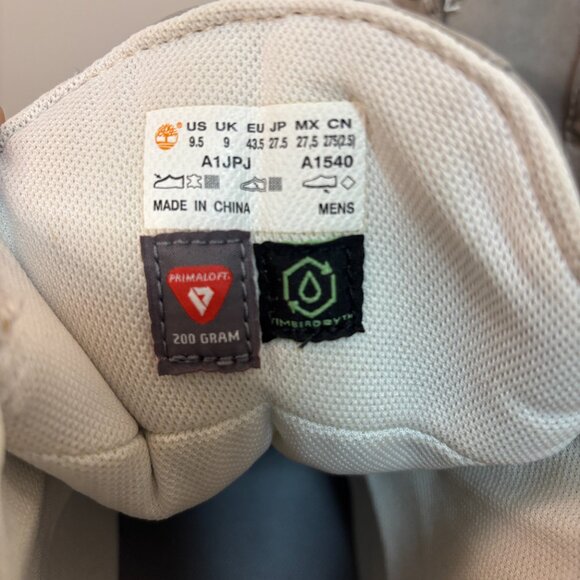 US UK EU JP MX CN
9.5 9 43.5 27.5 27,5 275(2.5)
A1JPJ A1540
MADE IN CHINA MENS
PRIMALOFT
200 GRAM
TIMBERDRY™